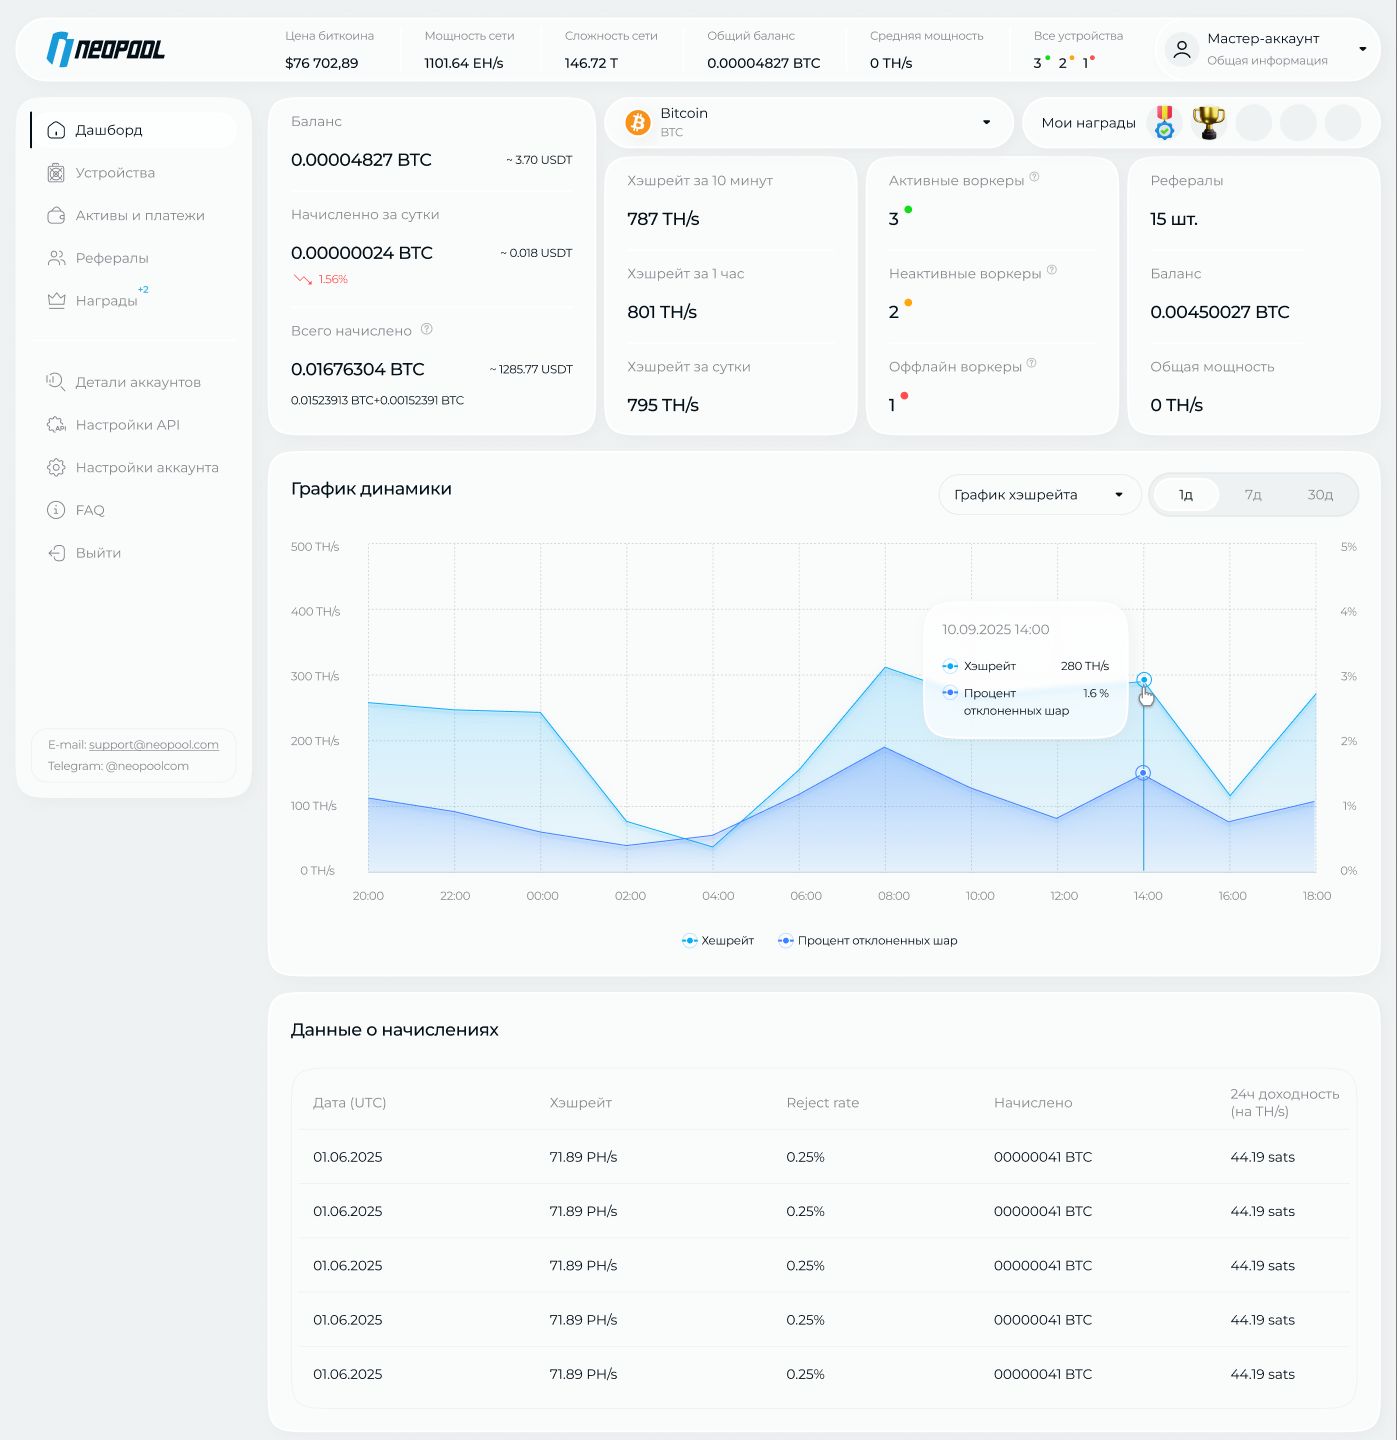 NEOPOOL
Цена биткоина
$76 702,89
Мощность сети
1101.64 EH/s
Сложность сети
146.72 T
Общий баланс
0.00004827 BTC
Средняя мощность
0 TH/s
Все устройства
3 2 1
Мастер-аккаунт
Общая информация
Дашборд
Устройства
Активы и платежи
Рефералы
Награды +2
Детали аккаунтов
Настройки API
Настройки аккаунта
FAQ
Выйти
E-mail: support@neopool.com
Telegram: @neopoolcom
Баланс
0.00004827 BTC ~ 3.70 USDT
Начисленно за сутки
0.00000024 BTC ~ 0.018 USDT
1.56%
Всего начислено ?
0.01676304 BTC ~ 1285.77 USDT
0.01523913 BTC+0.00152391 BTC
Bitcoin
BTC
Мои награды
Хэшрейт за 10 минут
787 TH/s
Хэшрейт за 1 час
801 TH/s
Хэшрейт за сутки
795 TH/s
Активные воркеры ?
3
Неактивные воркеры ?
2
Оффлайн воркеры ?
1
Рефералы
15 шт.
Баланс
0.00450027 BTC
Общая мощность
0 TH/s
График динамики
График хэшрейта
1д 7д 30д
500 TH/s 5%
400 TH/s 4%
300 TH/s 3%
200 TH/s 2%
100 TH/s 1%
0 TH/s 0%
10.09.2025 14:00
Хэшрейт 280 TH/s
Процент 1.6 %
отклоненных шар
20:00 22:00 00:00 02:00 04:00 06:00 08:00 10:00 12:00 14:00 16:00 18:00
Хешрейт Процент отклоненных шар
Данные о начислениях
Дата (UTC) Хэшрейт Reject rate Начислено 24ч доходность
(на TH/s)
01.06.2025 71.89 PH/s 0.25% 00000041 BTC 44.19 sats
01.06.2025 71.89 PH/s 0.25% 00000041 BTC 44.19 sats
01.06.2025 71.89 PH/s 0.25% 00000041 BTC 44.19 sats
01.06.2025 71.89 PH/s 0.25% 00000041 BTC 44.19 sats
01.06.2025 71.89 PH/s 0.25% 00000041 BTC 44.19 sats